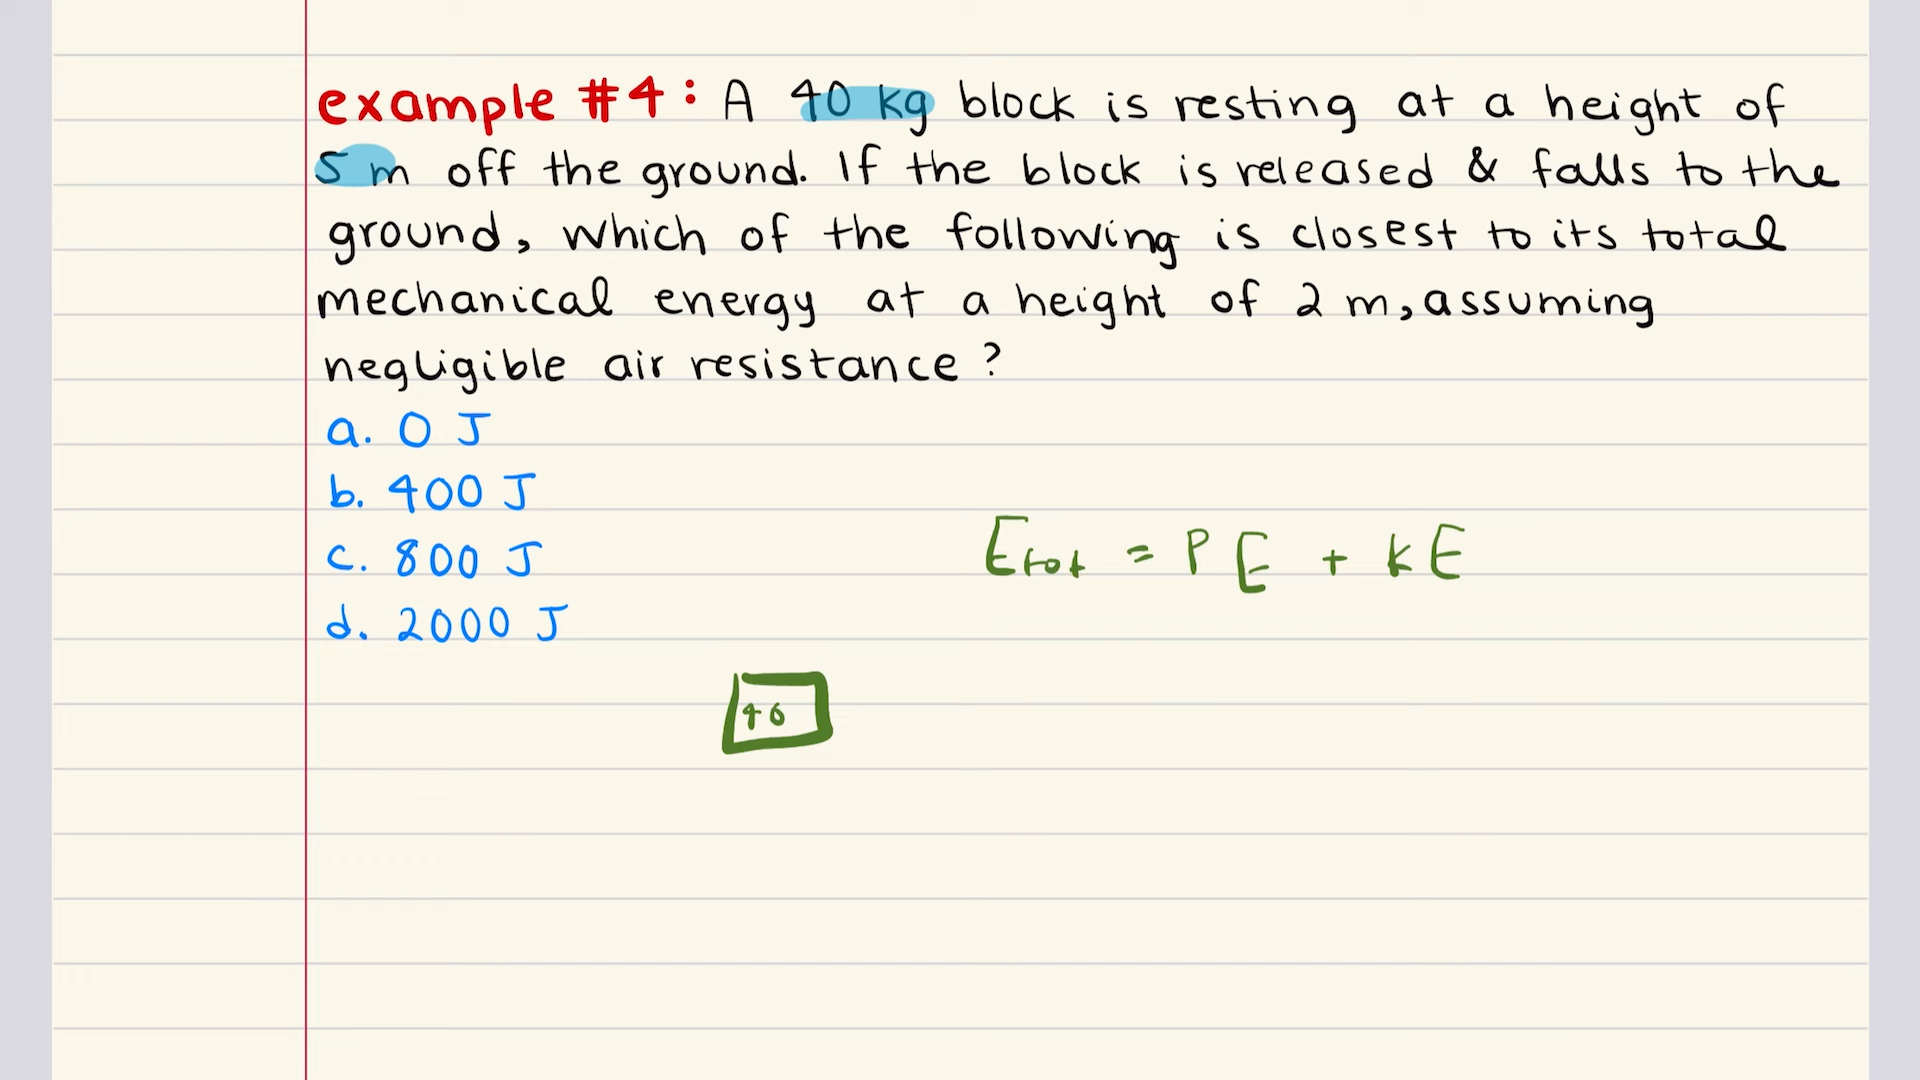 example #4: A 40 kg block is resting at a height of
5 m off the ground. If the block is released & falls to the
ground, which of the following is closest to its total
mechanical energy at a height of 2 m, assuming
negligible air resistance?
a. 0 J
b. 400 J
c. 800 J
d. 2000 J
Etot = PE + KE
40